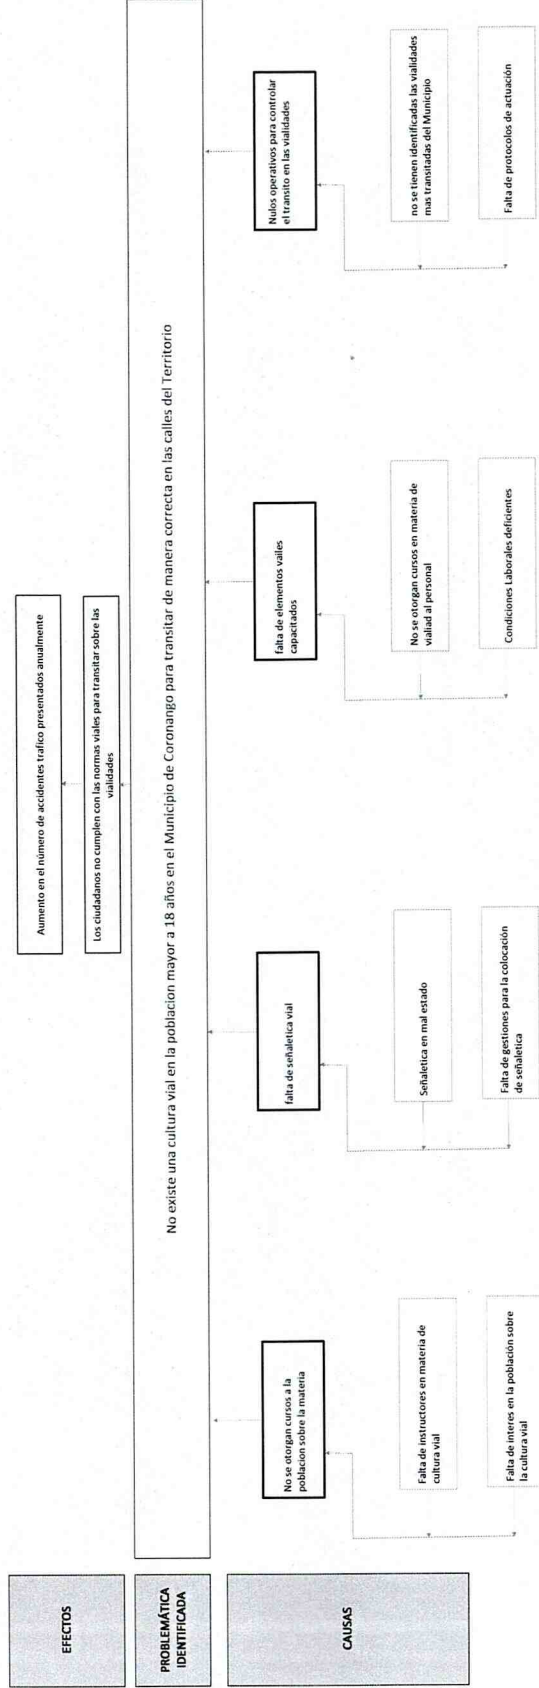 EFECTOS
Aumento en el número de accidentes trafico presentados anualmente
Los ciudadanos no cumplen con las normas viales para transitar sobre las
vialidades
PROBLEMÁTICA
IDENTIFICADA
No existe una cultura vial en la poblacion mayor a 18 años en el Municipio de Coronango para transitar de manera correcta en las calles del Territorio
CAUSAS
No se otorgan cursos a la
poblacion sobre la materia
Falta de instructores en materia de
cultura vial
Falta de interes en la población sobre
la cultura vial
falta de señaletica vial
Señaletica en mal estado
Falta de gestiones para la colocación
de señaletica
falta de elementos vailes
capacitados
No se otorgan cursos en materia de
vialiad al personal
Condiciones Laborales deficientes
Nulos operativos para controlar
el transito en las vialidades
no se tienen identificadas las vialidades
mas transitadas del Municipio
Falta de protocolos de actuación